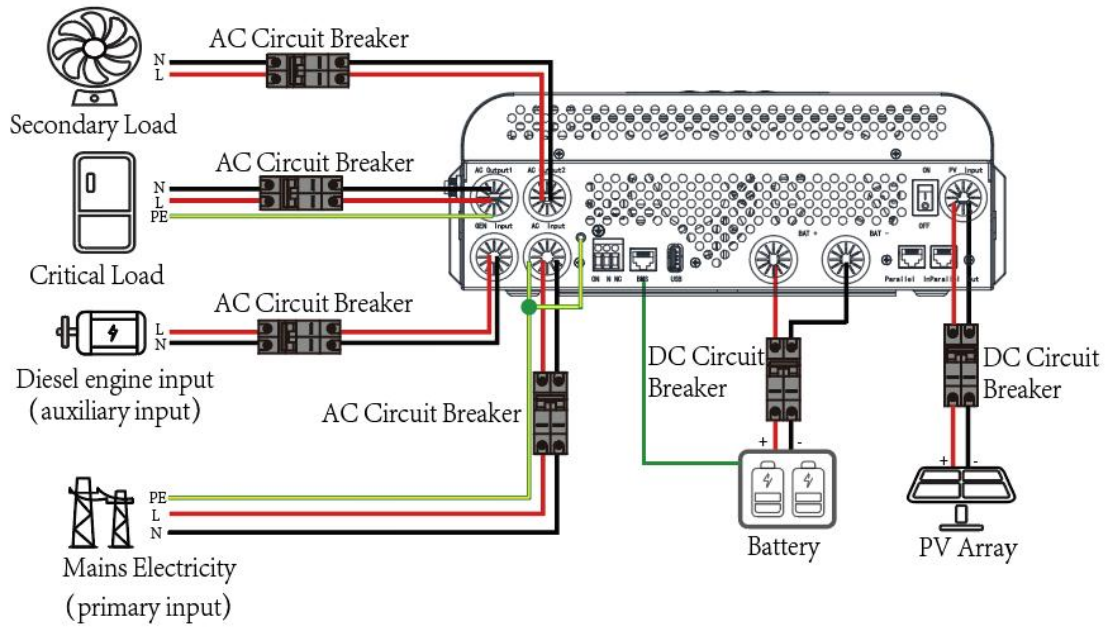 AC Circuit Breaker
N
L
Secondary Load
AC Circuit Breaker
N
L
PE
Critical Load
AC Output1
AC Output2
GEN Input
AC Input
ON
OFF
PV Input
BAT +
BAT -
ON N NC
BMS
USB
Parallel
AC Circuit Breaker
L
N
Diesel engine input
(auxiliary input)
AC Circuit Breaker
DC Circuit
Breaker
DC Circuit
Breaker
+ -
+ -
PE
L
N
Mains Electricity
(primary input)
Battery
PV Array